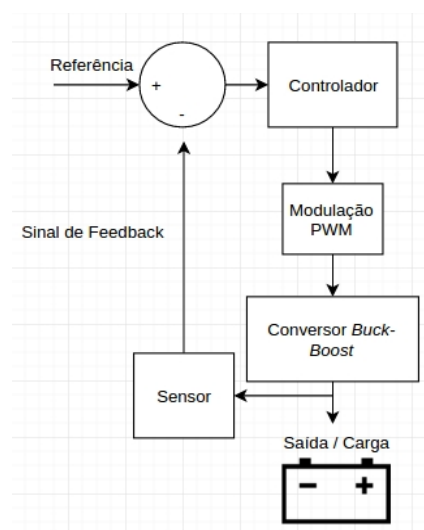 Referência
+
-
Controlador
Modulação
PWM
Sinal de Feedback
Conversor Buck-
Boost
Sensor
Saída / Carga
- +